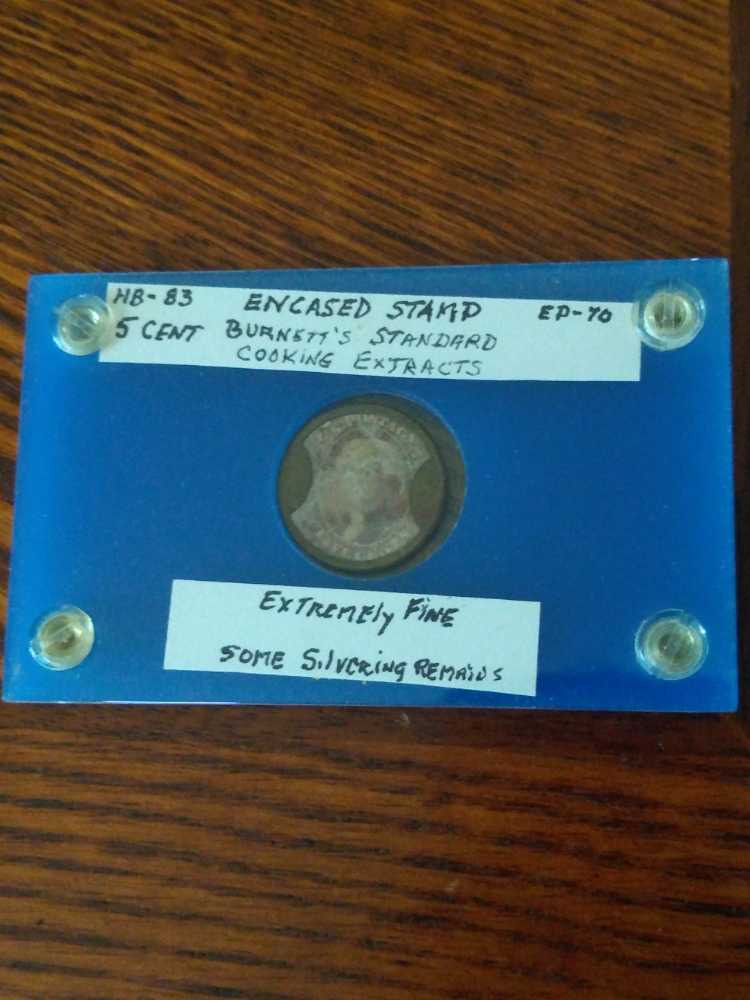 HB-83 ENCASED STAMP EP-70
5 CENT BURNETT'S STANDARD
COOKING EXTRACTS
EXTREMELY FINE
SOME SILVERING REMAINS